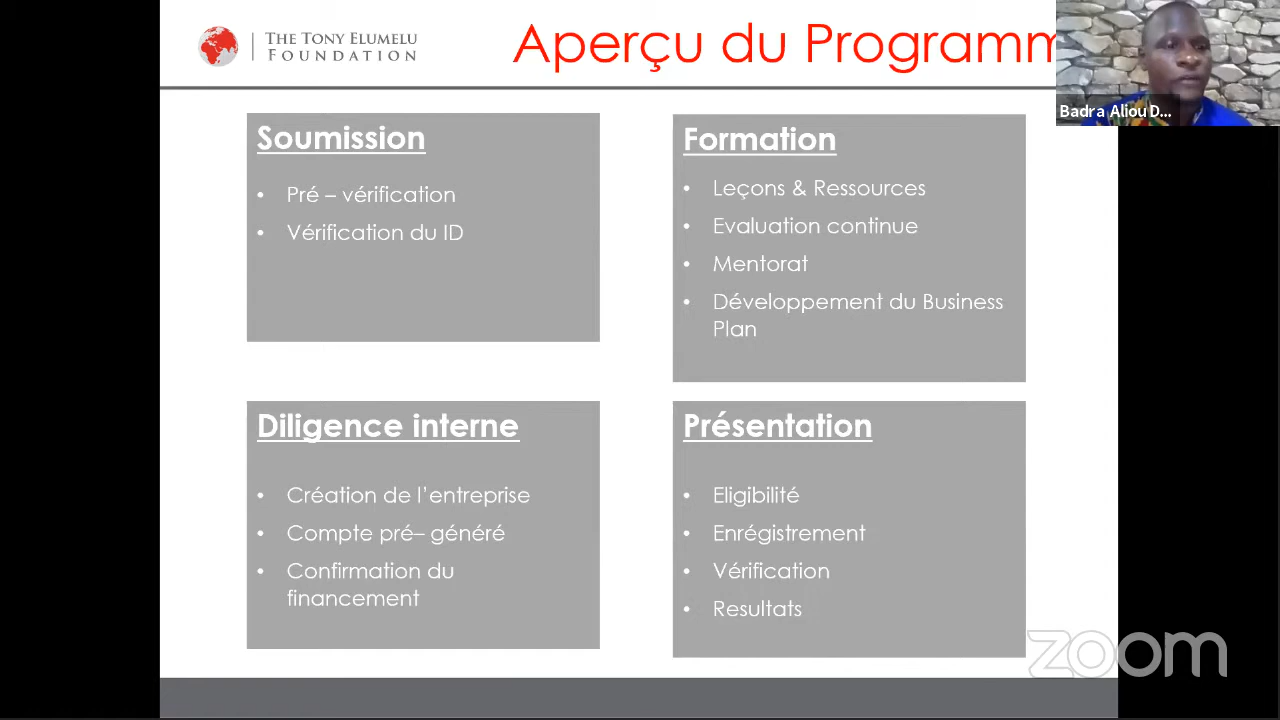 THE TONY ELUMELU
FOUNDATION
Aperçu du Programm
Badra Aliou D...
Soumission
• Pré – vérification
• Vérification du ID
Formation
• Leçons & Ressources
• Evaluation continue
• Mentorat
• Développement du Business
Plan
Diligence interne
• Création de l’entreprise
• Compte pré– généré
• Confirmation du
financement
Présentation
• Eligibilité
• Enrégistrement
• Vérification
• Resultats
zoom